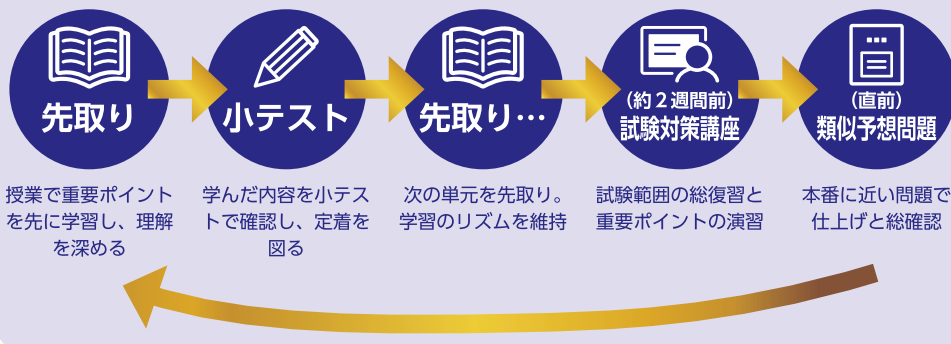 先取り
小テスト
先取り…
(約２週間前)
試験対策講座
(直前)
類似予想問題
授業で重要ポイント
を先に学習し、理解
を深める
学んだ内容を小テス
トで確認し、定着を
図る
次の単元を先取り。
学習のリズムを維持
試験範囲の総復習と
重要ポイントの演習
本番に近い問題で
仕上げと総確認